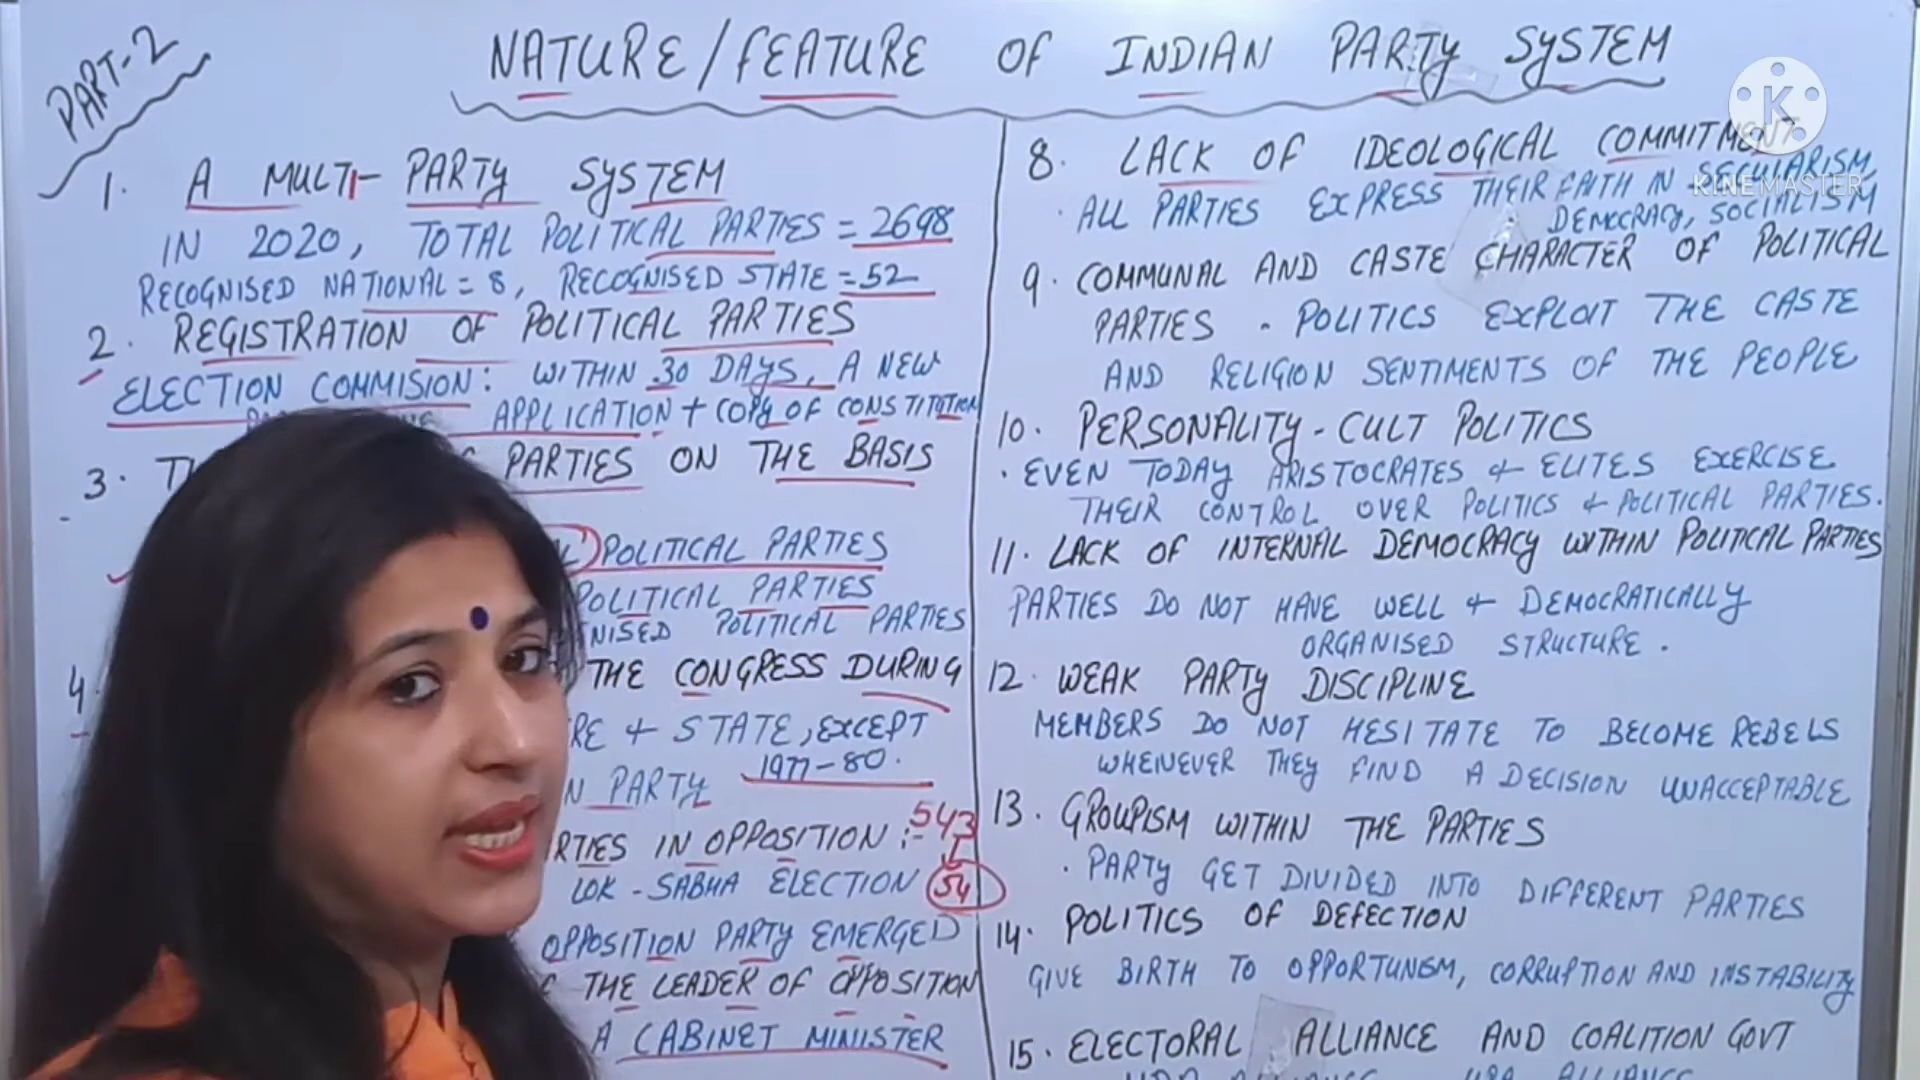 PART-2
NATURE/FEATURE OF INDIAN PARTY SYSTEM
1. A MULTI-PARTY SYSTEM
IN 2020, TOTAL POLITICAL PARTIES = 2698
RECOGNISED NATIONAL = 8, RECOGNISED STATE = 52
2. REGISTRATION OF POLITICAL PARTIES
ELECTION COMMISION: WITHIN 30 DAYS, A NEW
APPLICATION + COPY OF CONSTITUTION
3. PARTIES ON THE BASIS
POLITICAL PARTIES
POLITICAL PARTIES
POLITICAL PARTIES
4. THE CONGRESS DURING
& STATE, EXCEPT
1977-80.
PARTY
IN OPPOSITION :- 543
LOK-SABHA ELECTION 54
OPPOSITION PARTY EMERGED
THE LEADER OF OPPOSITION
A CABINET MINISTER
8. LACK OF IDEOLOGICAL COMMITMENT
. ALL PARTIES EXPRESS THEIR FAITH IN SECULARISM,
DEMOCRACY, SOCIALISM
9. COMMUNAL AND CASTE CHARACTER OF POLITICAL
PARTIES - POLITICS EXPLOIT THE CASTE
AND RELIGION SENTIMENTS OF THE PEOPLE
10. PERSONALITY-CULT POLITICS
. EVEN TODAY ARISTOCRATES & ELITES EXERCISE
THEIR CONTROL OVER POLITICS & POLITICAL PARTIES.
11. LACK OF INTERNAL DEMOCRACY WITHIN POLITICAL PARTIES
PARTIES DO NOT HAVE WELL & DEMOCRATICALLY
ORGANISED STRUCTURE.
12. WEAK PARTY DISCIPLINE
MEMBERS DO NOT HESITATE TO BECOME REBELS
WHENEVER THEY FIND A DECISION UNACCEPTABLE
13. GROUPISM WITHIN THE PARTIES
. PARTY GET DIVIDED INTO DIFFERENT PARTIES
14. POLITICS OF DEFECTION
GIVE BIRTH TO OPPORTUNISM, CORRUPTION AND INSTABILITY
15. ELECTORAL ALLIANCE AND COALITION GOVT
K
KINEMASTER